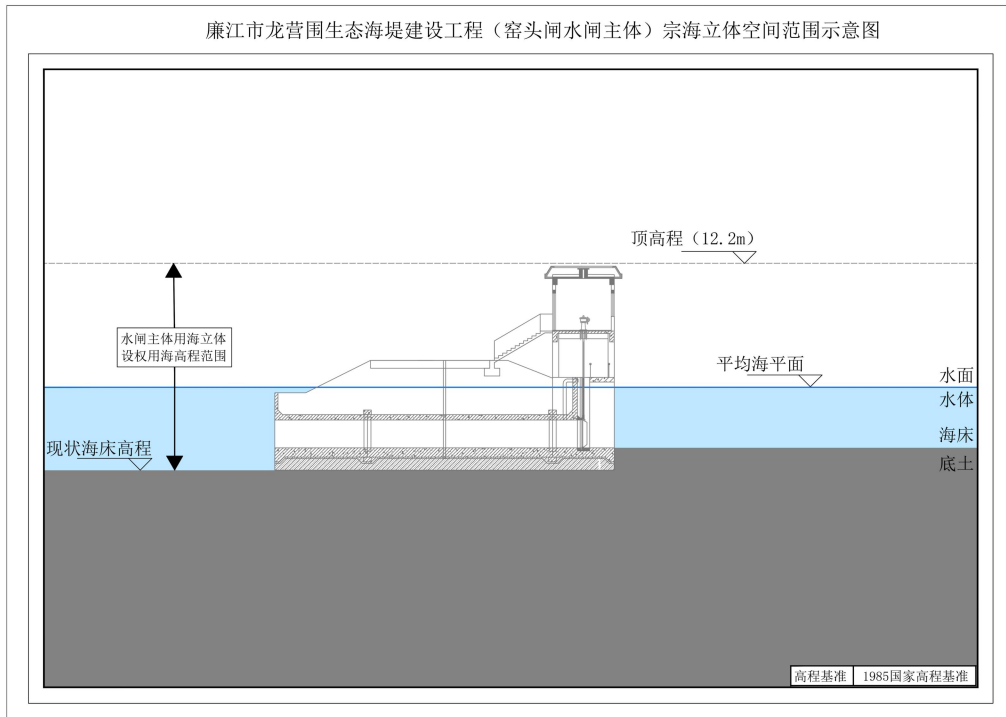 廉江市龙营围生态海堤建设工程（窑头闸水闸主体）宗海立体空间范围示意图
顶高程（12.2m）
水闸主体用海立体
设权用海高程范围
平均海平面
水面
水体
海床
现状海床高程
底土
高程基准 1985国家高程基准